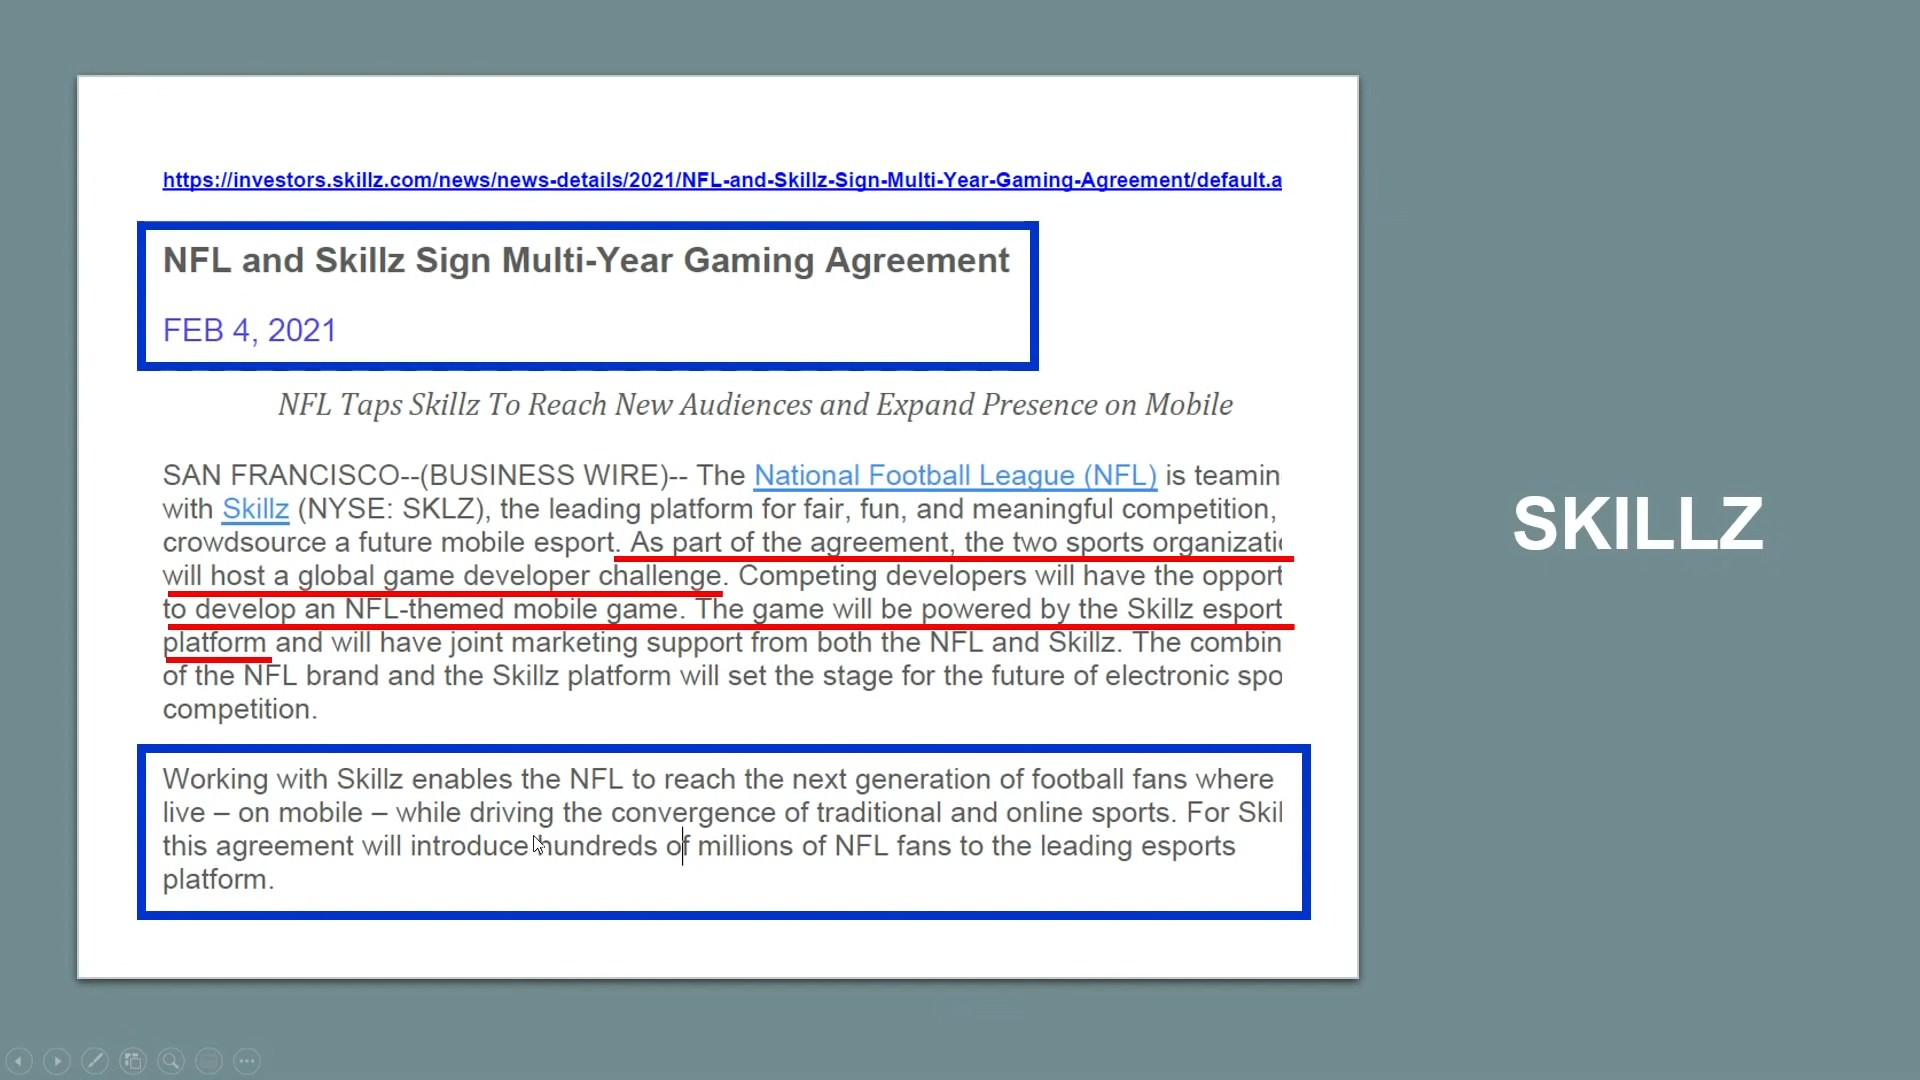 https://investors.skillz.com/news/news-details/2021/NFL-and-Skillz-Sign-Multi-Year-Gaming-Agreement/default.a
NFL and Skillz Sign Multi-Year Gaming Agreement
FEB 4, 2021
NFL Taps Skillz To Reach New Audiences and Expand Presence on Mobile
SAN FRANCISCO--(BUSINESS WIRE)-- The National Football League (NFL) is teamin
with Skillz (NYSE: SKLZ), the leading platform for fair, fun, and meaningful competition,
crowdsource a future mobile esport. As part of the agreement, the two sports organizatio
will host a global game developer challenge. Competing developers will have the opport
to develop an NFL-themed mobile game. The game will be powered by the Skillz esport
platform and will have joint marketing support from both the NFL and Skillz. The combin
of the NFL brand and the Skillz platform will set the stage for the future of electronic spo
competition.
Working with Skillz enables the NFL to reach the next generation of football fans where
live – on mobile – while driving the convergence of traditional and online sports. For Skil
this agreement will introduce hundreds of millions of NFL fans to the leading esports
platform.
SKILLZ